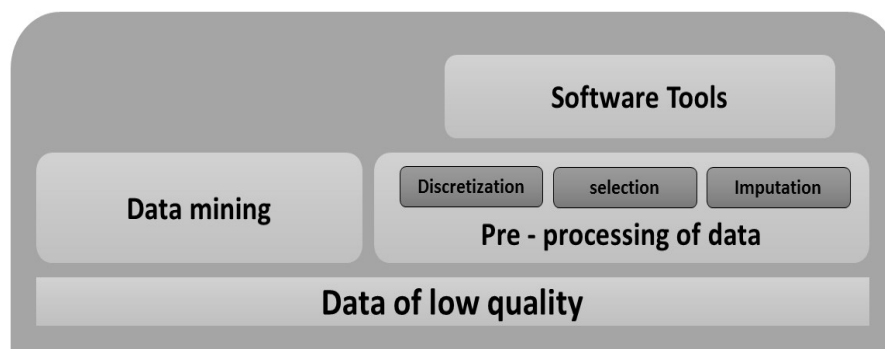 Software Tools
Data mining
Discretization
selection
Imputation
Pre - processing of data
Data of low quality